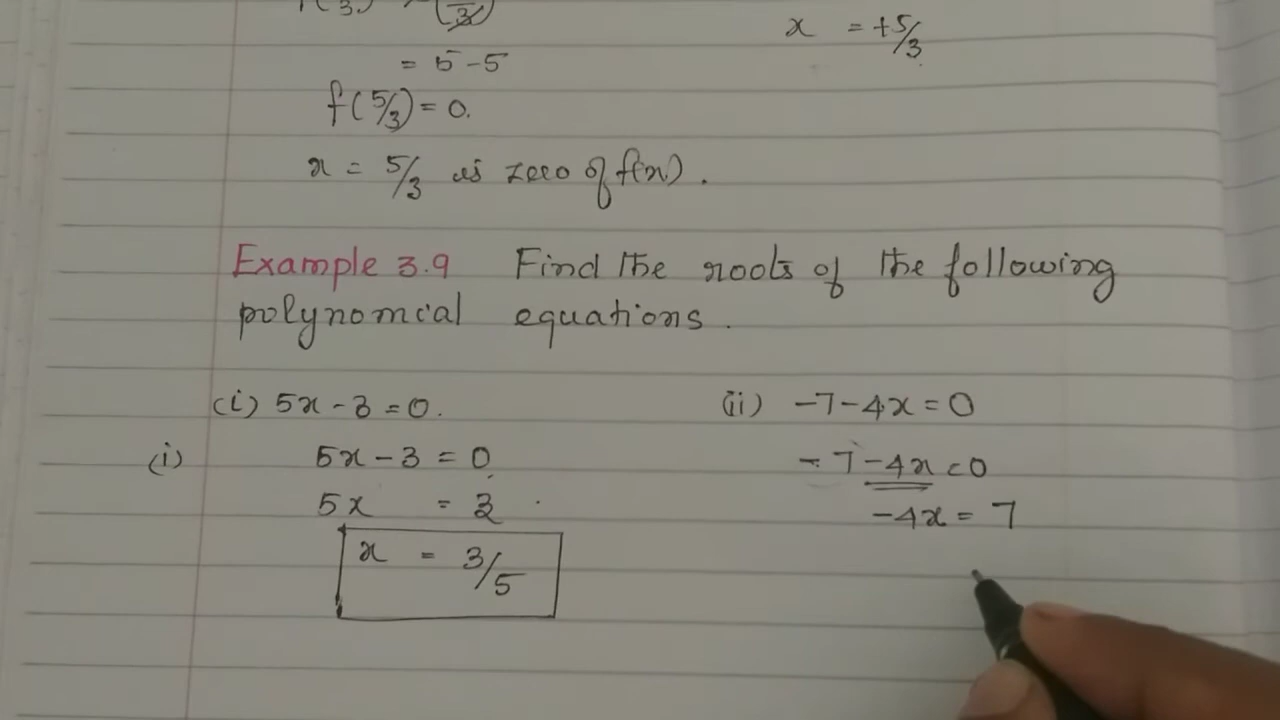 x = +5/3
= 5 - 5
f(5/3) = 0.
x = 5/3 is zero of f(x).
Example 3.9 Find the roots of the following
polynomial equations.
(i) 5x - 3 = 0.
(i) 5x - 3 = 0
5x = 3
x = 3/5
(ii) -7 - 4x = 0
-7 - 4x = 0
-4x = 7